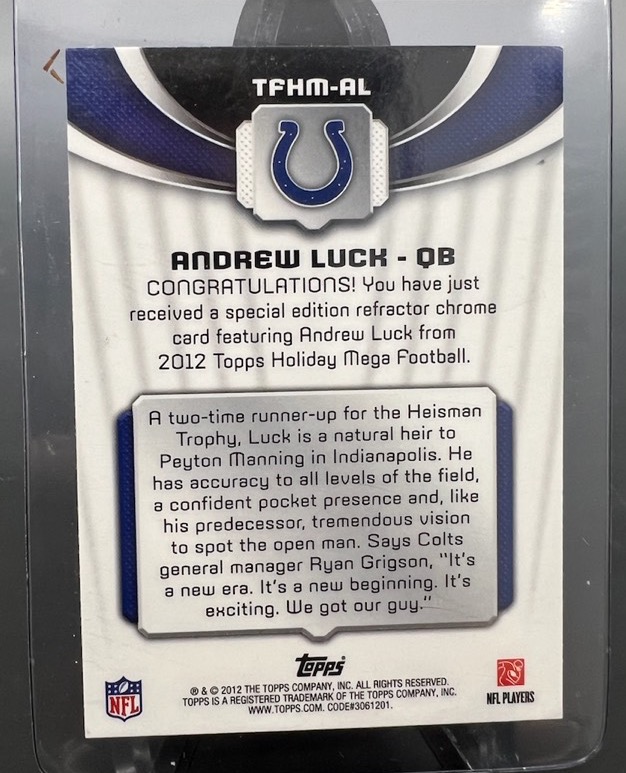 TFHM-AL
ANDREW LUCK - QB
CONGRATULATIONS! You have just
received a special edition refractor chrome
card featuring Andrew Luck from
2012 Topps Holiday Mega Football.
A two-time runner-up for the Heisman
Trophy, Luck is a natural heir to
Peyton Manning in Indianapolis. He
has accuracy to all levels of the field,
a confident pocket presence and, like
his predecessor, tremendous vision
to spot the open man. Says Colts
general manager Ryan Grigson, "It's
a new era. It's a new beginning. It's
exciting. We got our guy."
topps
® & © 2012 THE TOPPS COMPANY, INC. ALL RIGHTS RESERVED.
TOPPS IS A REGISTERED TRADEMARK OF THE TOPPS COMPANY, INC.
WWW.TOPPS.COM. CODE#3061201.
NFL
NFL PLAYERS